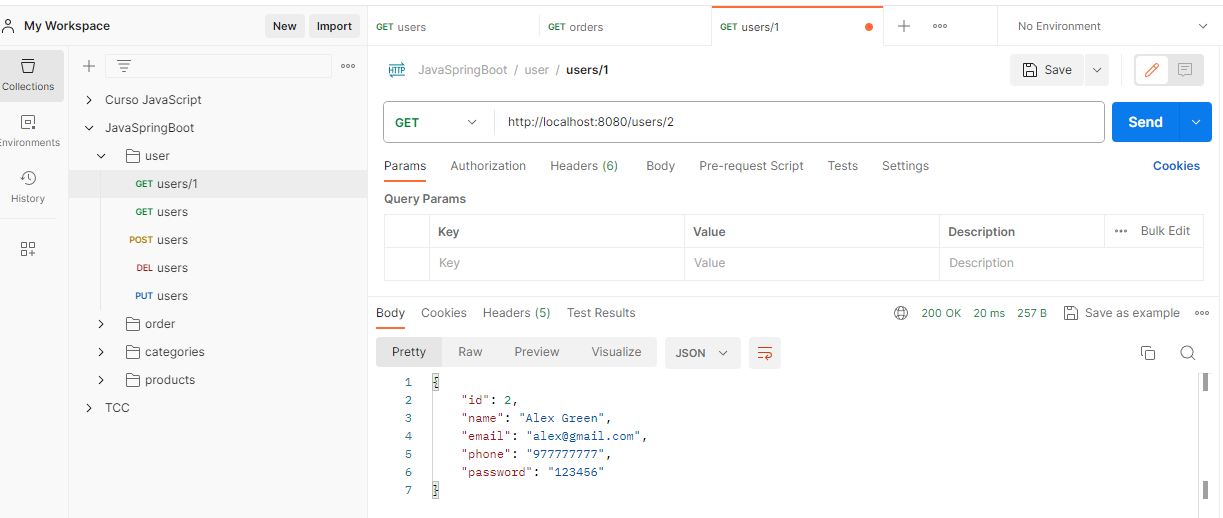 My Workspace New Import GET users GET orders GET users/1 No Environment
JavaSpringBoot / user / users/1 Save
Collections
Environments
History
Curso JavaScript
JavaSpringBoot
user
GET users/1
GET users
POST users
DEL users
PUT users
order
categories
products
TCC
GET http://localhost:8080/users/2 Send
Params Authorization Headers (6) Body Pre-request Script Tests Settings Cookies
Query Params
Key Value Description Bulk Edit
Key Value Description
Body Cookies Headers (5) Test Results 200 OK 20 ms 257 B Save as example
Pretty Raw Preview Visualize JSON
1 {
2 "id": 2,
3 "name": "Alex Green",
4 "email": "alex@gmail.com",
5 "phone": "977777777",
6 "password": "123456"
7 }